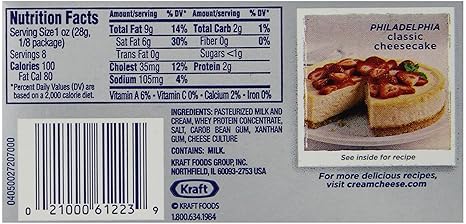 Nutrition Facts
Serving Size1 oz (28g,
1/8 package)
Servings 8
Calories 100
Fat Cal 80
*Percent Daily Values (DV) are
based on a 2,000 calorie diet.
Amount/serving % DV*
Total Fat 9g 14%
Sat Fat 6g 30%
Trans Fat 0g
Cholest 35mg 12%
Sodium 105mg 4%
Amount/serving % DV*
Total Carb 2g 1%
Fiber 0g 0%
Sugars <1g
Protein 2g
Vitamin A 6% • Vitamin C 0% • Calcium 2% • Iron 0%
INGREDIENTS: PASTEURIZED MILK AND
CREAM, WHEY PROTEIN CONCENTRATE,
SALT, CAROB BEAN GUM, XANTHAN
GUM, CHEESE CULTURE
CONTAINS: MILK.
KRAFT FOODS GROUP, INC.
NORTHFIELD, IL 60093-2753 USA
Kraft
© KRAFT FOODS
1.800.634.1984
04050027207000
0 21000 61223 9
PHILADELPHIA
classic
cheesecake
See inside for recipe
For more delicious recipes,
visit creamcheese.com